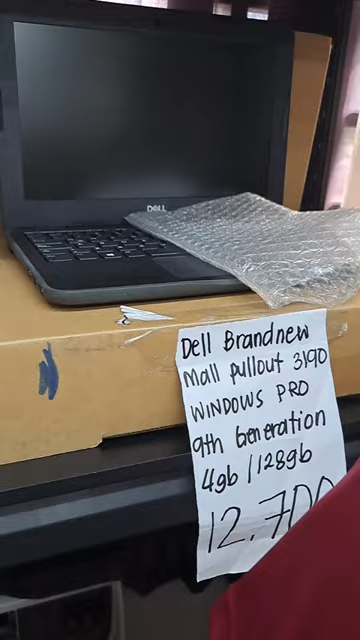 DELL
Dell Brandnew
Mall pullout 3190
WINDOWS PRO
9th Generation
4gb / 128gb
12,700